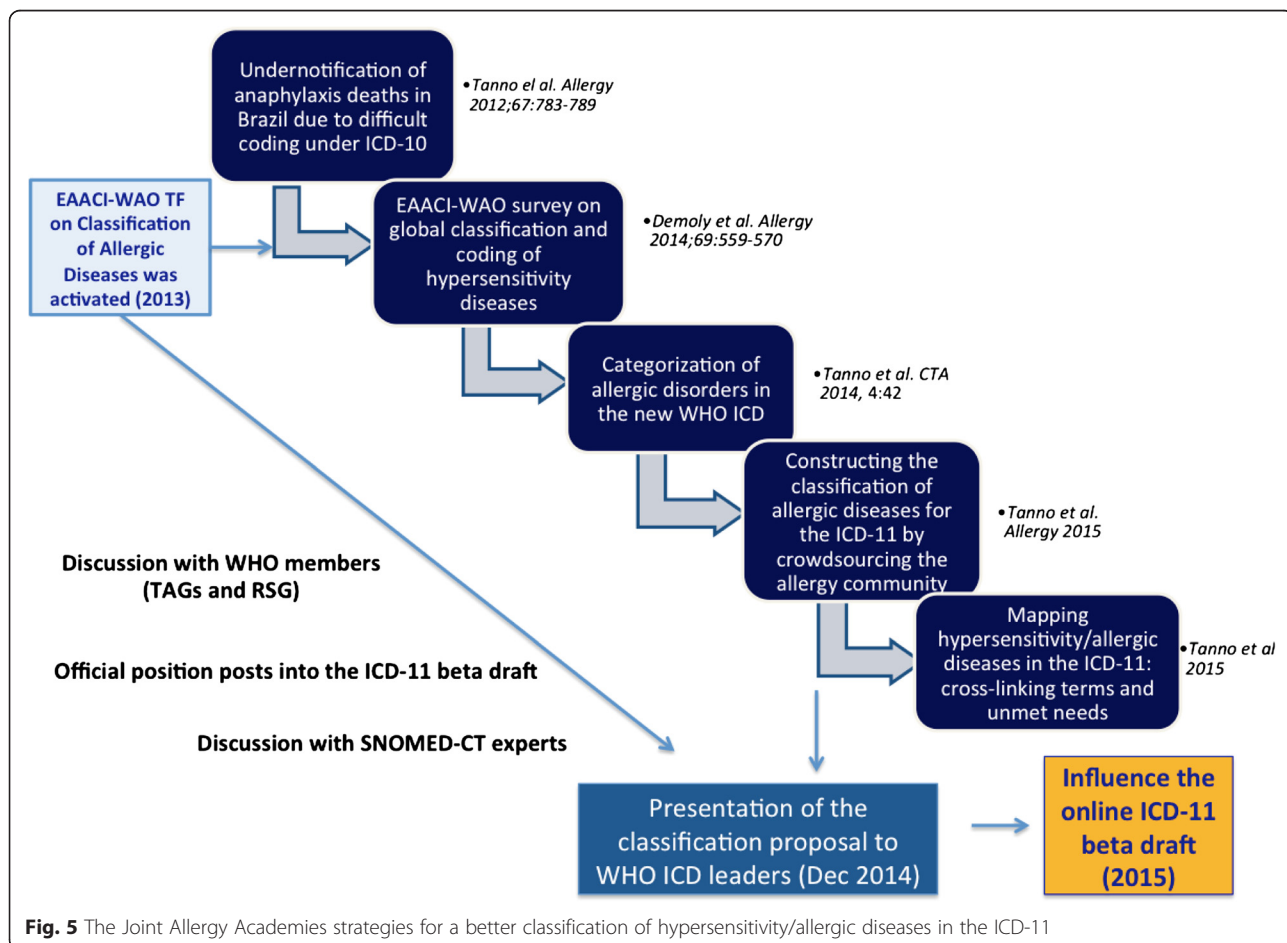 Undernotification of
anaphylaxis deaths in
Brazil due to difficult
coding under ICD-10
•Tanno el al. Allergy
2012;67:783-789
EAACI-WAO TF
on Classification
of Allergic
Diseases was
activated (2013)
EAACI-WAO survey on
global classification and
coding of
hypersensitivity
diseases
•Demoly et al. Allergy
2014;69:559-570
Categorization of
allergic disorders in
the new WHO ICD
•Tanno et al. CTA
2014, 4:42
Constructing the
classification of
allergic diseases for
the ICD-11 by
crowdsourcing the
allergy community
•Tanno et al.
Allergy 2015
Mapping
hypersensitivity/allergic
diseases in the ICD-11:
cross-linking terms and
unmet needs
•Tanno et al
2015
Discussion with WHO members
(TAGs and RSG)
Official position posts into the ICD-11 beta draft
Discussion with SNOMED-CT experts
Presentation of the
classification proposal to
WHO ICD leaders (Dec 2014)
Influence the
online ICD-11
beta draft
(2015)
Fig. 5 The Joint Allergy Academies strategies for a better classification of hypersensitivity/allergic diseases in the ICD-11